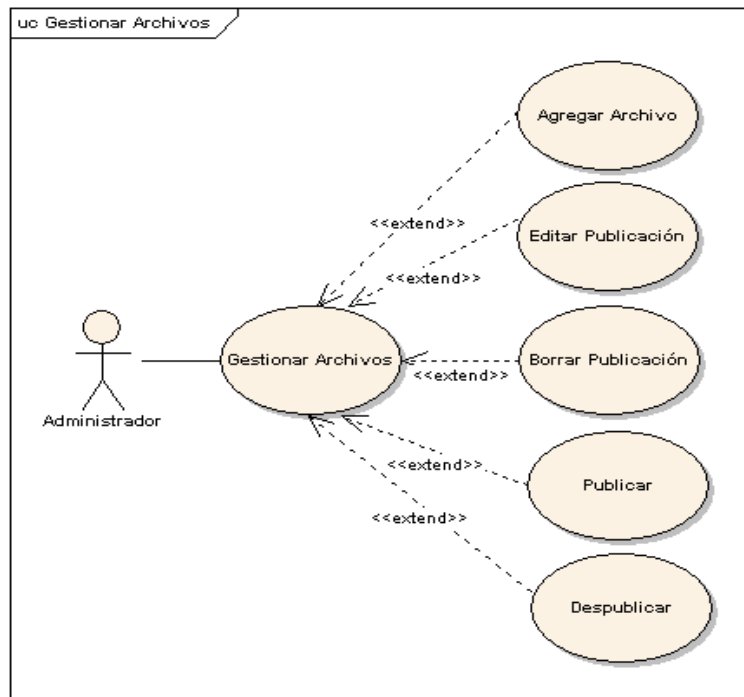 uc Gestionar Archivos
Agregar Archivo
<<extend>>
Editar Publicación
<<extend>>
Gestionar Archivos
Borrar Publicación
<<extend>>
Administrador
<<extend>>
Publicar
<<extend>>
Despublicar